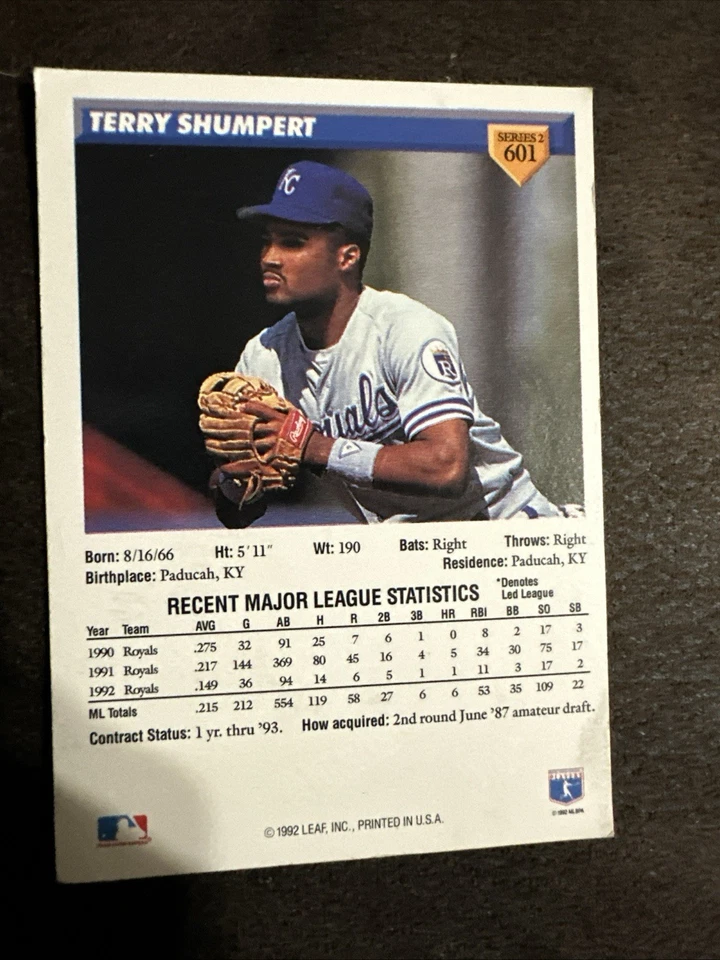 TERRY SHUMPERT
SERIES 2
601
KC
oyals
R
Rawlings
Born: 8/16/66 Ht: 5'11" Wt: 190 Bats: Right Throws: Right
Birthplace: Paducah, KY Residence: Paducah, KY
RECENT MAJOR LEAGUE STATISTICS *Denotes Led League
Year Team AVG G AB H R 2B 3B HR RBI BB SO SB
1990 Royals .275 32 91 25 7 6 1 0 8 2 17 3
1991 Royals .217 144 369 80 45 16 4 5 34 30 75 17
1992 Royals .149 36 94 14 6 5 1 1 11 3 17 2
ML Totals .215 212 554 119 58 27 6 6 53 35 109 22
Contract Status: 1 yr. thru '93. How acquired: 2nd round June '87 amateur draft.
© 1992 LEAF, INC., PRINTED IN U.S.A.
© 1992 MLBPA